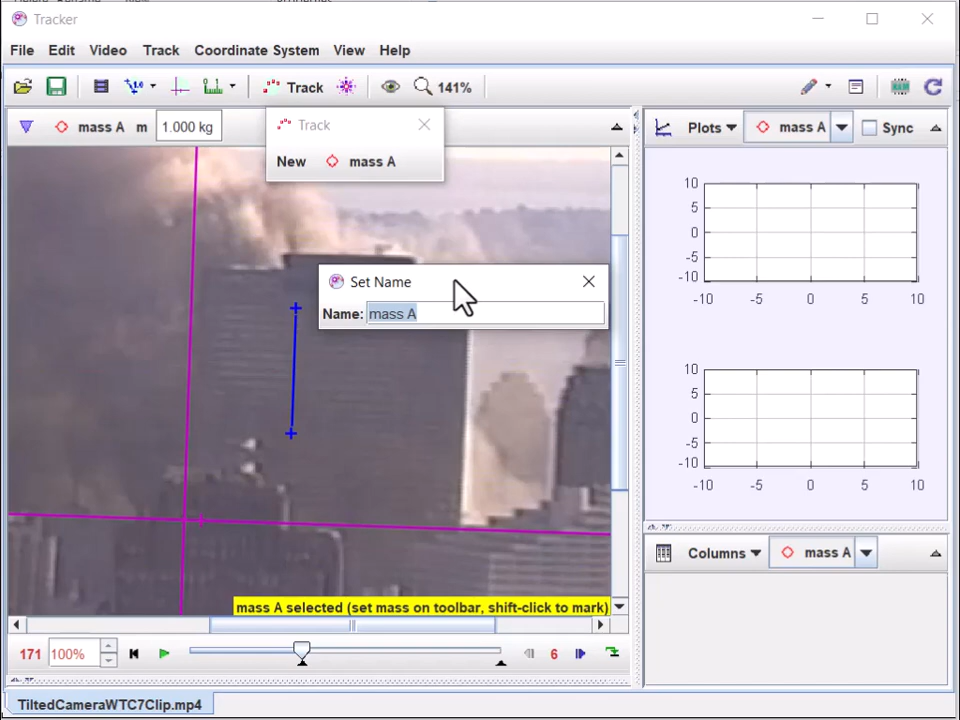 Tracker
File Edit Video Track Coordinate System View Help
Track 141%
mass A m 1.000 kg
Track
New mass A
Plots mass A Sync
Set Name
Name: mass A
10
5
0
-5
-10
-10 -5 0 5 10
10
5
0
-5
-10
-10 -5 0 5 10
Columns mass A
mass A selected (set mass on toolbar, shift-click to mark)
171 100% 6
TiltedCameraWTC7Clip.mp4